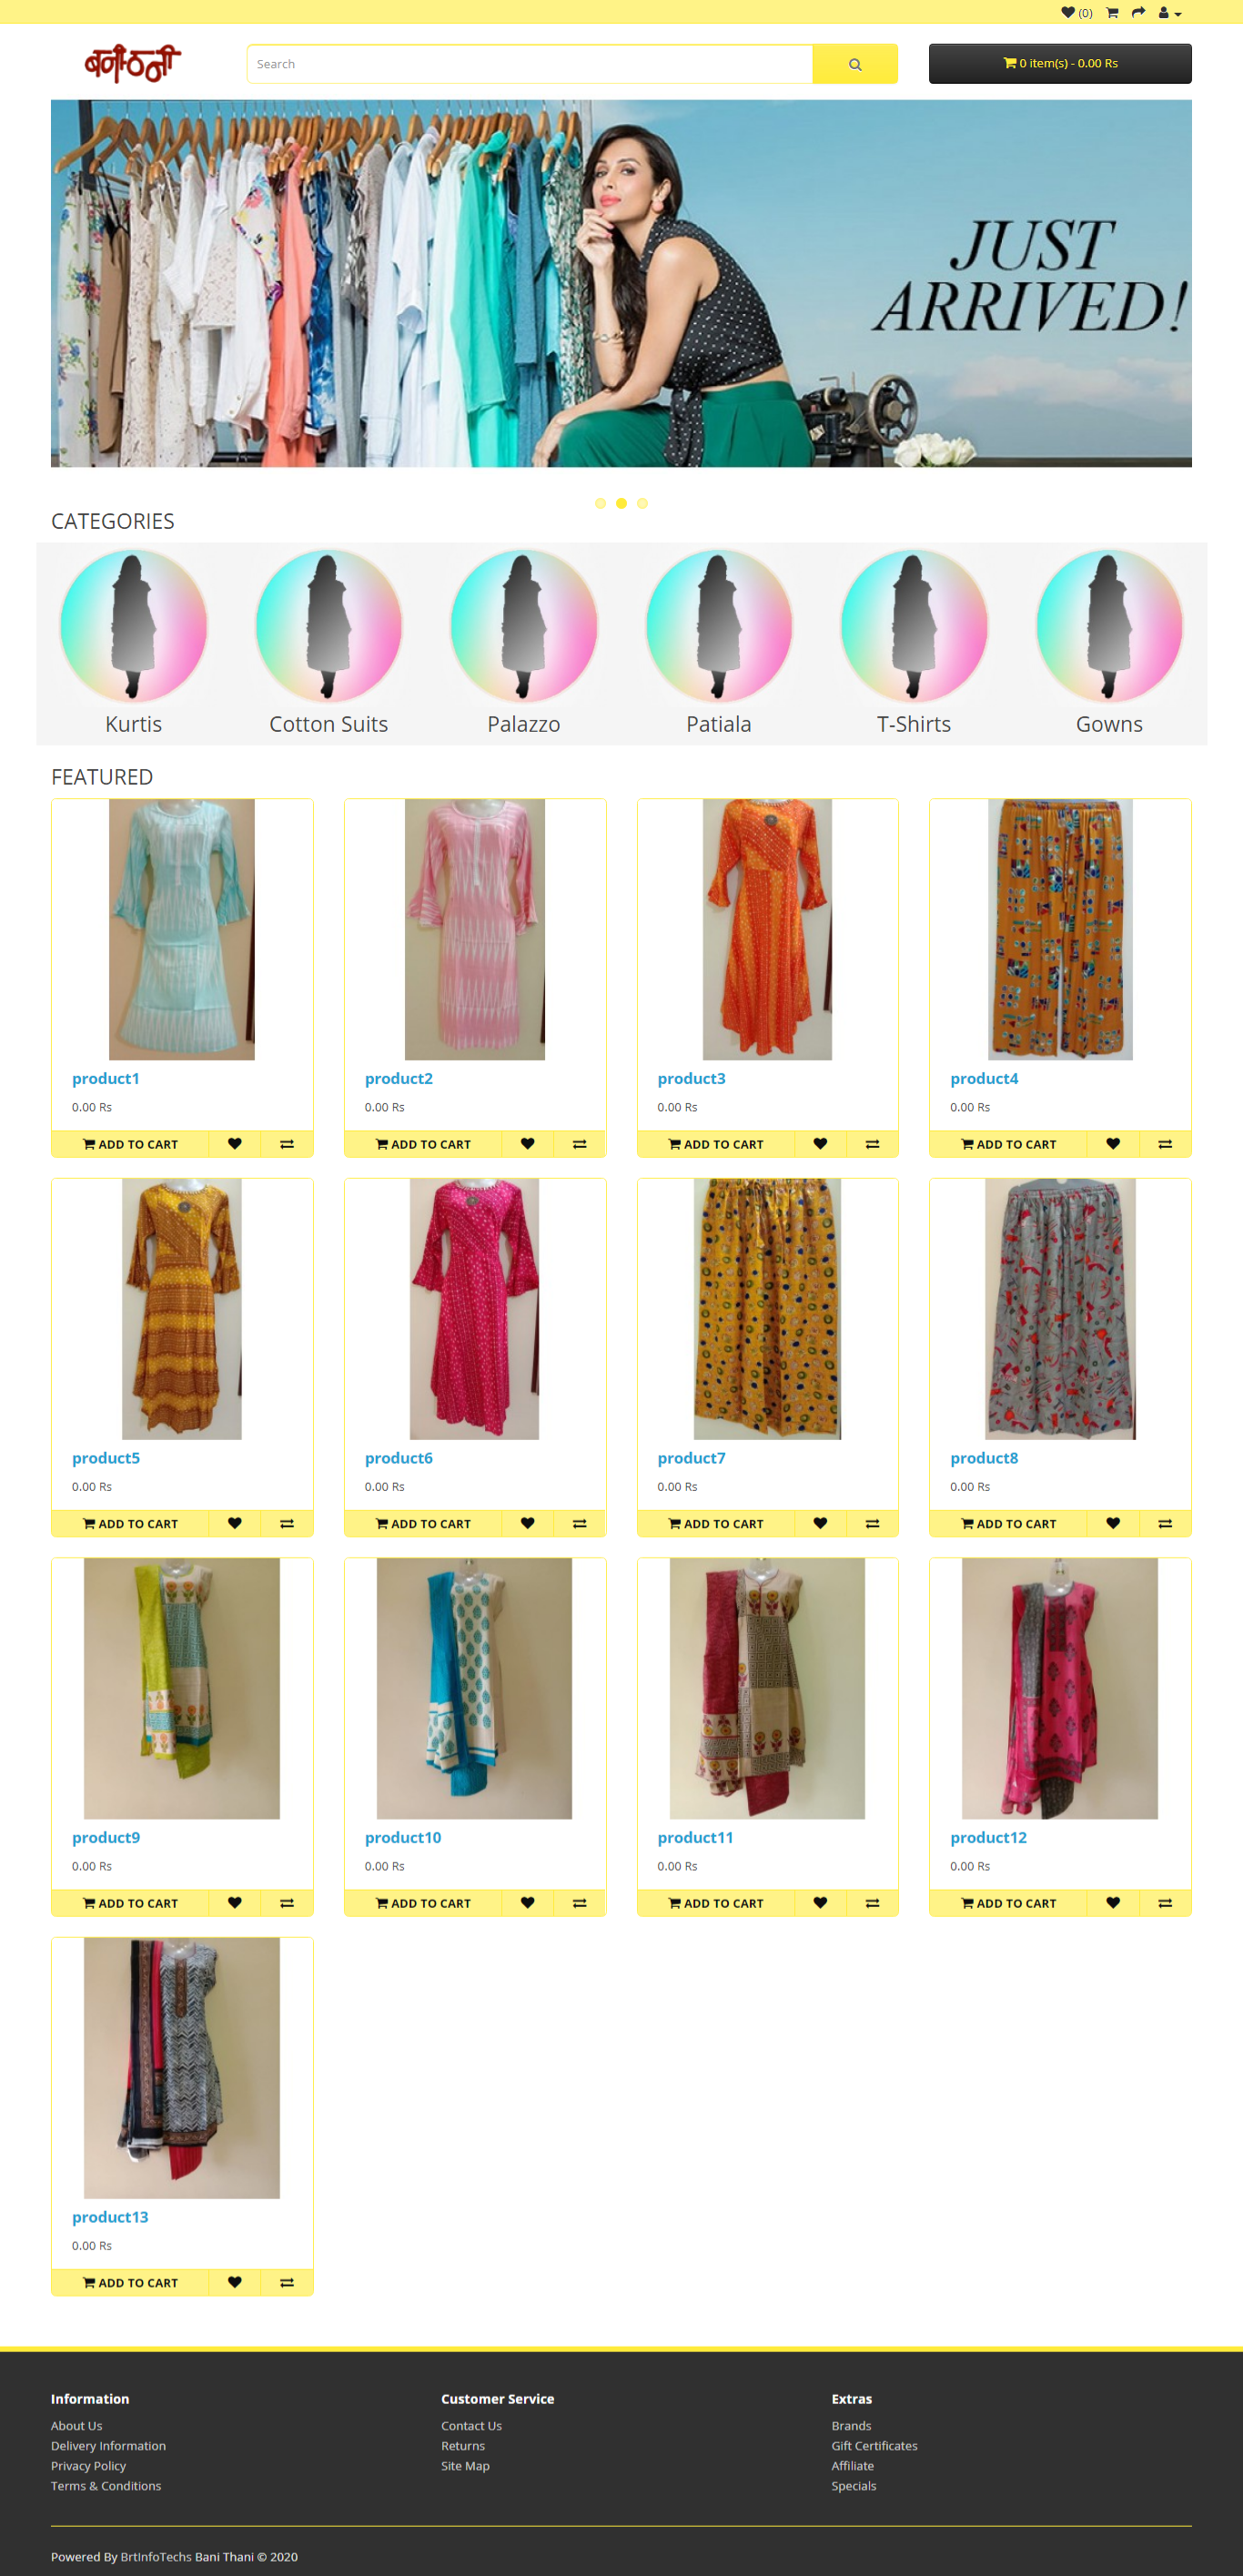 (0)
बनी-ठनी
Search
0 item(s) - 0.00 Rs
JUST
ARRIVED!
CATEGORIES
Kurtis Cotton Suits Palazzo Patiala T-Shirts Gowns
FEATURED
product1 product2 product3 product4
0.00 Rs 0.00 Rs 0.00 Rs 0.00 Rs
ADD TO CART ADD TO CART ADD TO CART ADD TO CART
product5 product6 product7 product8
0.00 Rs 0.00 Rs 0.00 Rs 0.00 Rs
ADD TO CART ADD TO CART ADD TO CART ADD TO CART
product9 product10 product11 product12
0.00 Rs 0.00 Rs 0.00 Rs 0.00 Rs
ADD TO CART ADD TO CART ADD TO CART ADD TO CART
product13
0.00 Rs
ADD TO CART
Information Customer Service Extras
About Us Contact Us Brands
Delivery Information Returns Gift Certificates
Privacy Policy Site Map Affiliate
Terms & Conditions Specials
Powered By BrtInfoTechs Bani Thani © 2020